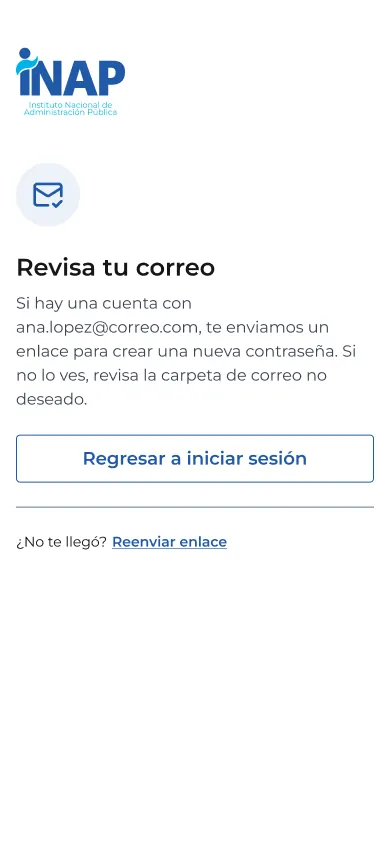 iNAP
Instituto Nacional de
Administración Pública
Revisa tu correo
Si hay una cuenta con
ana.lopez@correo.com, te enviamos un
enlace para crear una nueva contraseña. Si
no lo ves, revisa la carpeta de correo no
deseado.
Regresar a iniciar sesión
¿No te llegó? Reenviar enlace